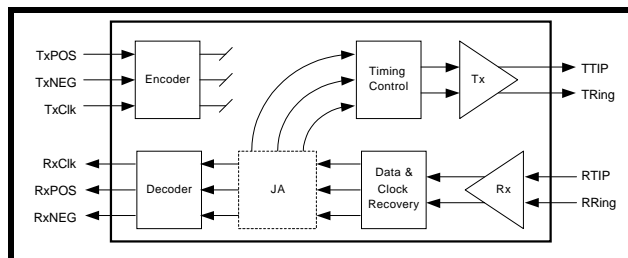 TxPOS
TxNEG
TxClk
Encoder
Timing
Control
Tx
TTIP
TRing
RxClk
RxPOS
RxNEG
Decoder
JA
Data &
Clock
Recovery
Rx
RTIP
RRing